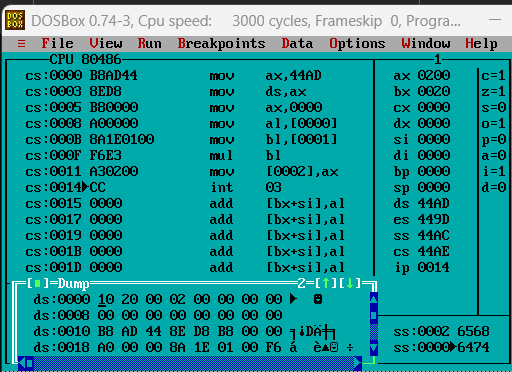 DOSBox 0.74-3, Cpu speed: 3000 cycles, Frameskip 0, Progra...
≡ File View Run Breakpoints Data Options Window Help
CPU 80486 1
cs:0000 B8AD44 mov ax,44AD ax 0200 c=1
cs:0003 8ED8 mov ds,ax bx 0020 z=1
cs:0005 B80000 mov ax,0000 cx 0000 s=0
cs:0008 A00000 mov al,[0000] dx 0000 o=1
cs:000B 8A1E0100 mov bl,[0001] si 0000 p=0
cs:000F F6E3 mul bl di 0000 a=0
cs:0011 A30200 mov [0002],ax bp 0000 i=1
cs:0014►CC int 03 sp 0000 d=0
cs:0015 0000 add [bx+si],al ds 44AD
cs:0017 0000 add [bx+si],al es 449D
cs:0019 0000 add [bx+si],al ss 44AC
cs:001B 0000 add [bx+si],al cs 44AE
cs:001D 0000 add [bx+si],al ip 0014
[■]=Dump 2=[↑][↓]
ds:0000 10 20 00 02 00 00 00 00 ► ☻
ds:0008 00 00 00 00 00 00 00 00
ds:0010 B8 AD 44 8E D8 B8 00 00 ╕¡DÄ╪╕ ss:0002 6568
ds:0018 A0 00 00 8A 1E 01 00 F6 á è▲☺ ÷ ss:0000►6474